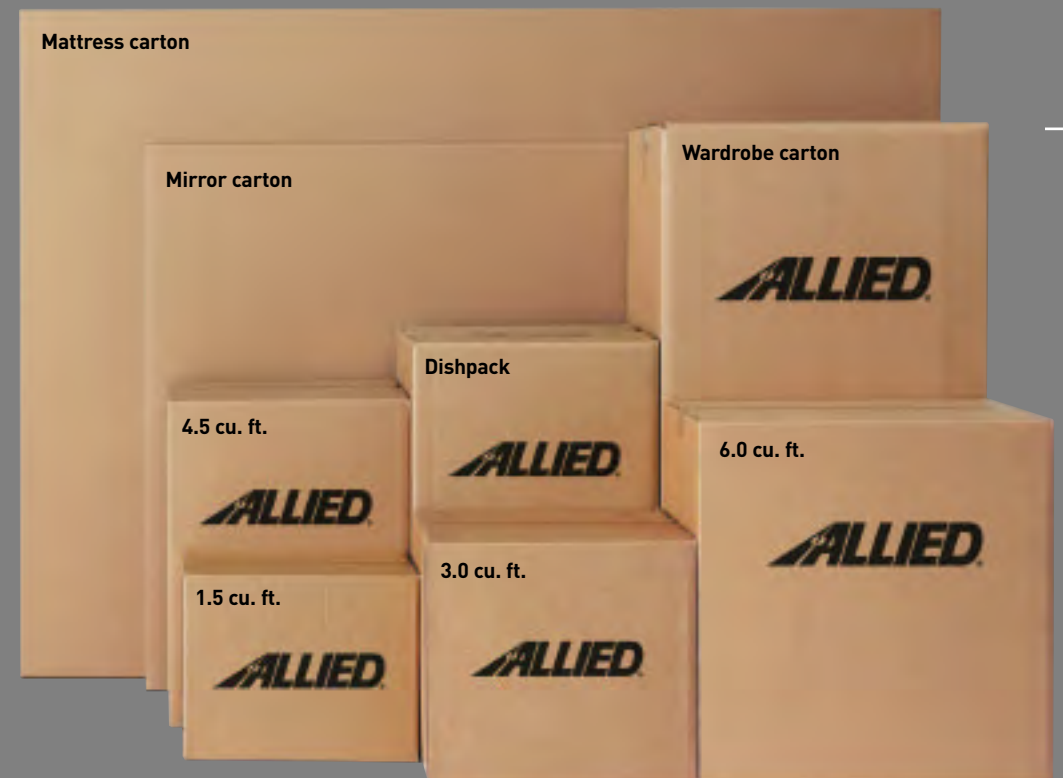 Mattress carton
Wardrobe carton
Mirror carton
ALLIED
Dishpack
4.5 cu. ft.
6.0 cu. ft.
ALLIED
ALLIED
ALLIED
3.0 cu. ft.
1.5 cu. ft.
ALLIED
ALLIED